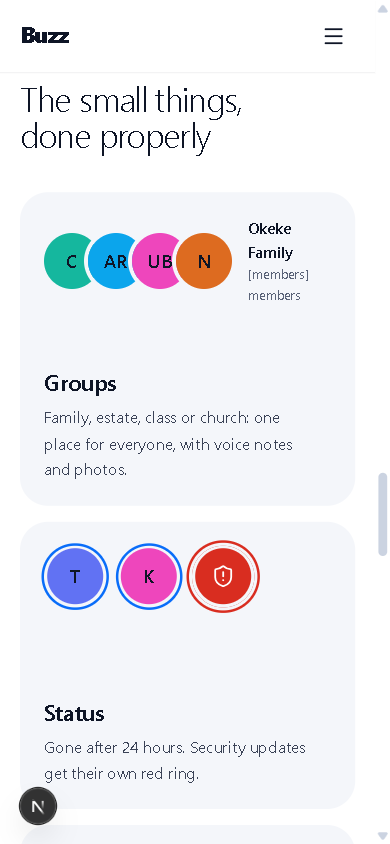 Buzz
The small things,
done properly
C AR UB N
Okeke
Family
[members]
members
Groups
Family, estate, class or church: one
place for everyone, with voice notes
and photos.
T K
Status
Gone after 24 hours. Security updates
get their own red ring.
N